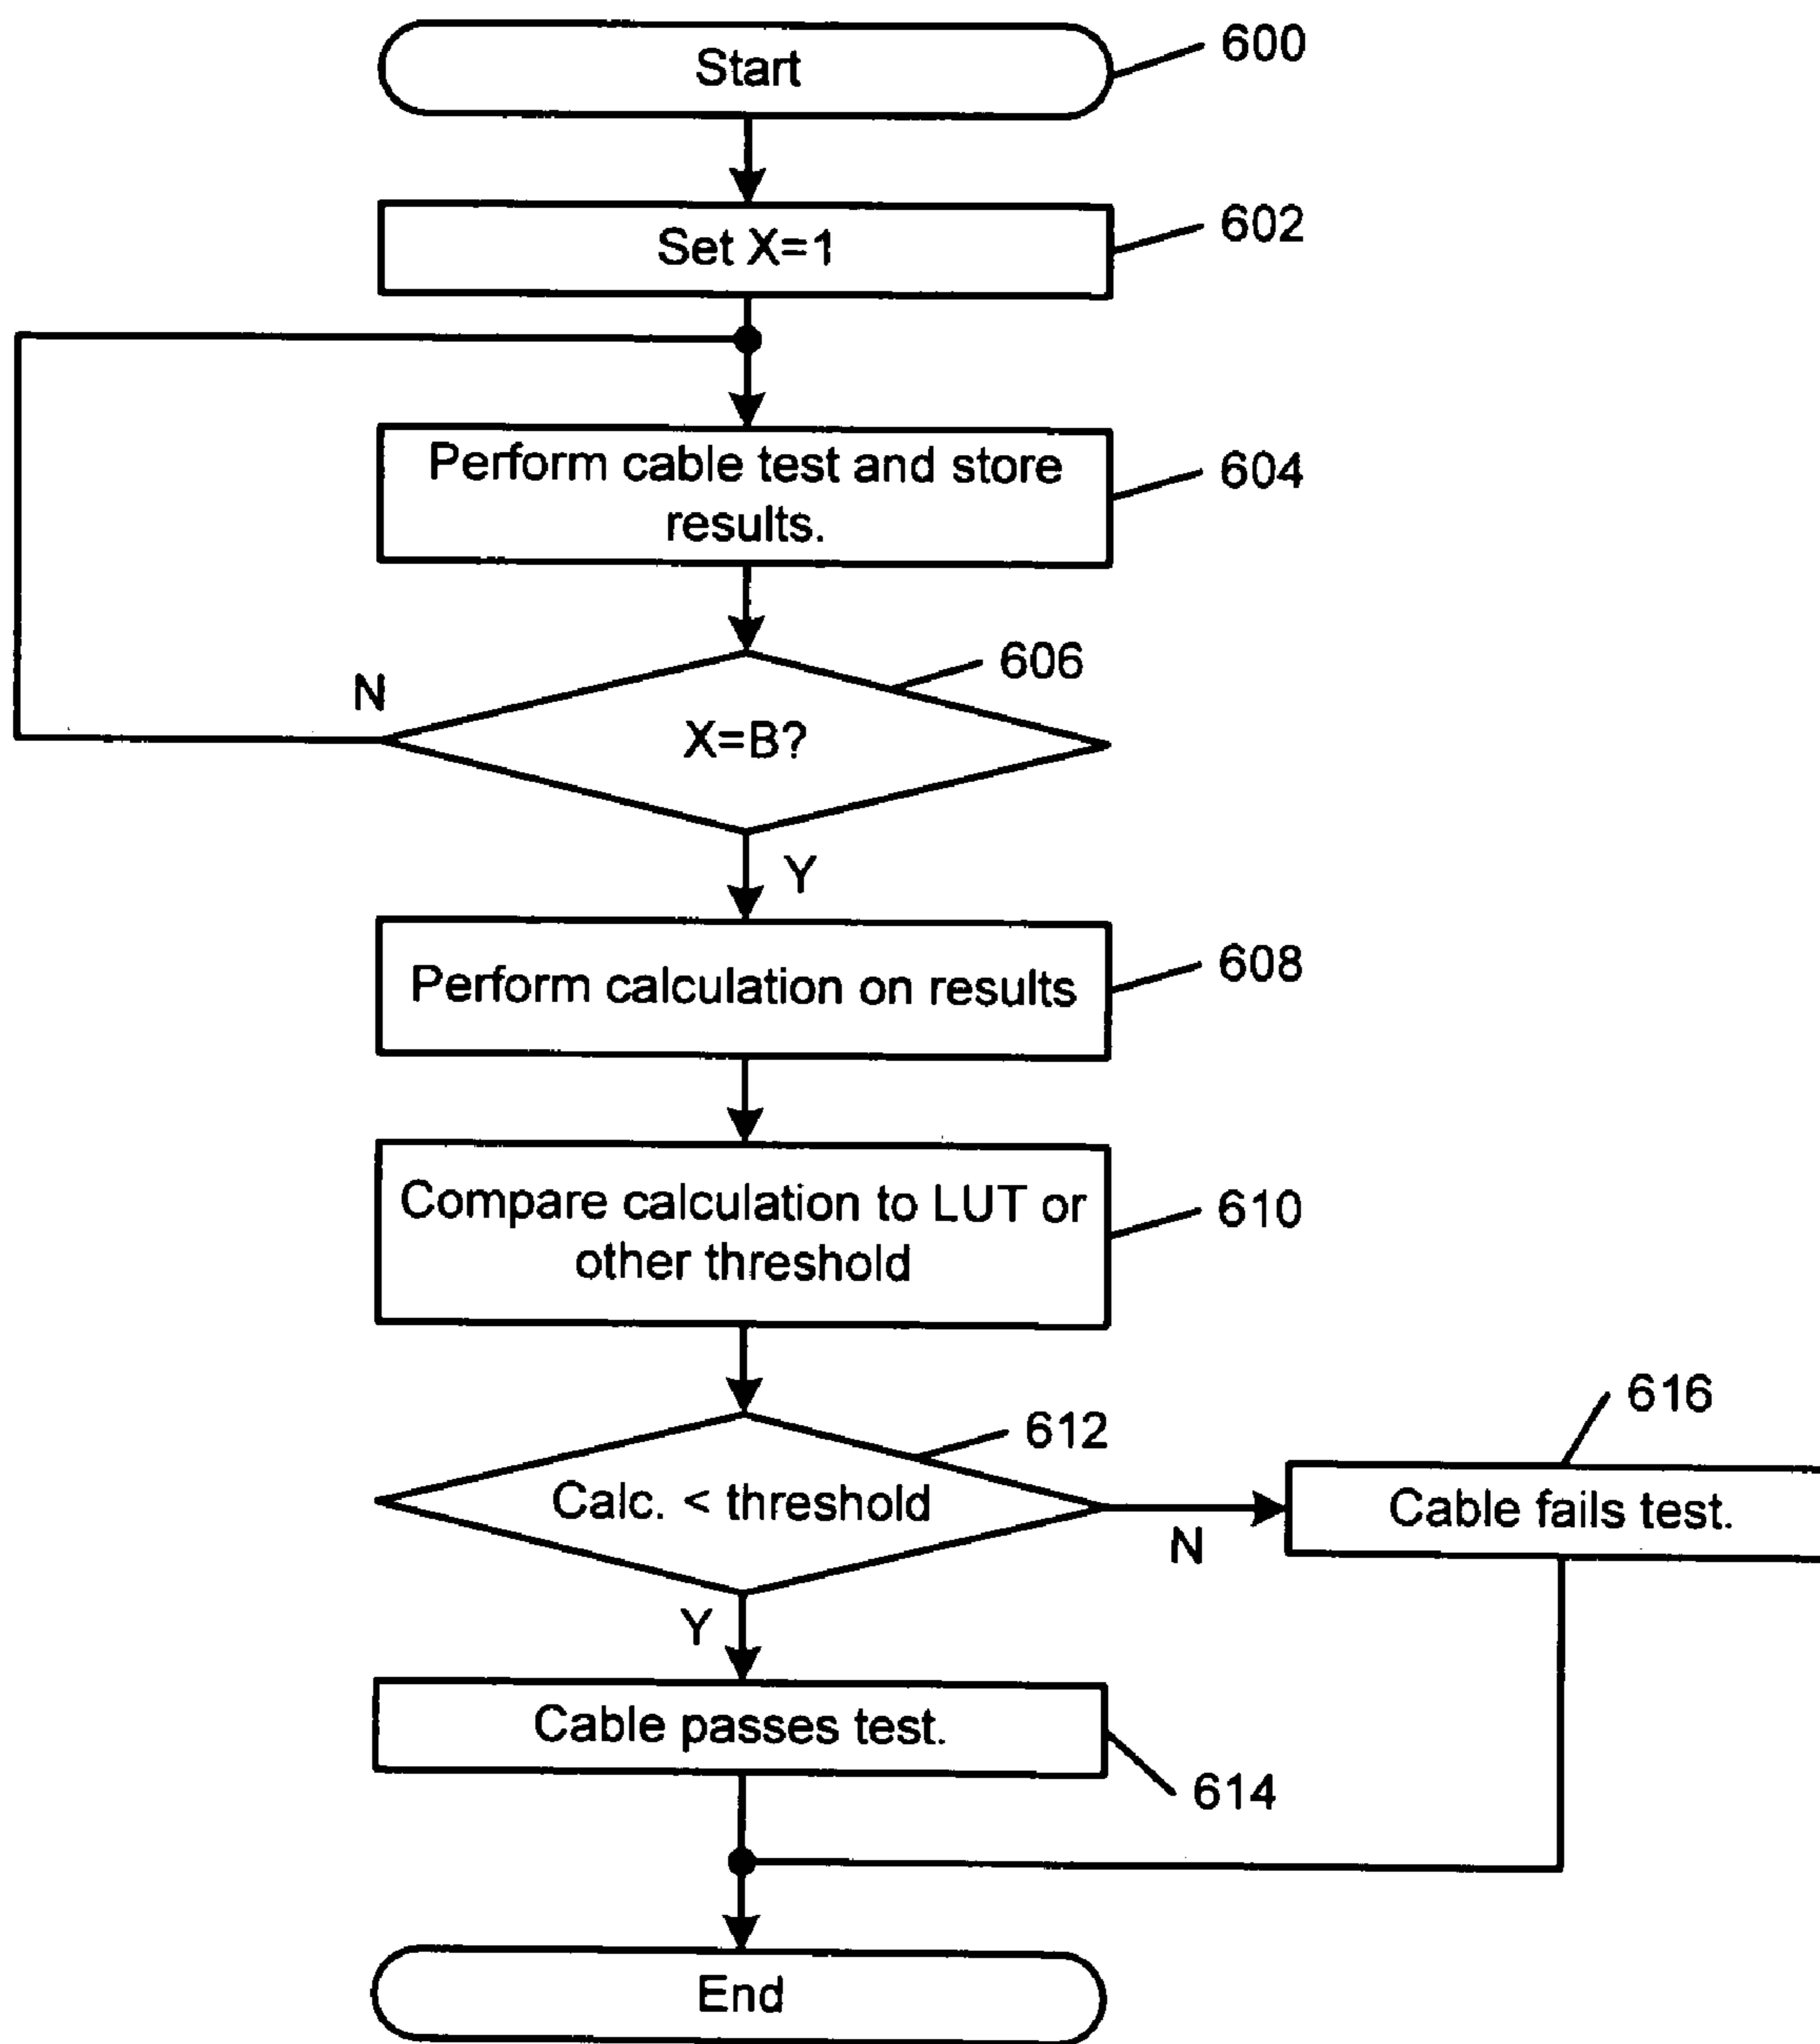 Start
600
Set X=1
602
Perform cable test and store
results.
604
606
N
X=B?
Y
Perform calculation on results
608
Compare calculation to LUT or
other threshold
610
612
616
Calc. < threshold
N
Cable fails test.
Y
Cable passes test.
614
End